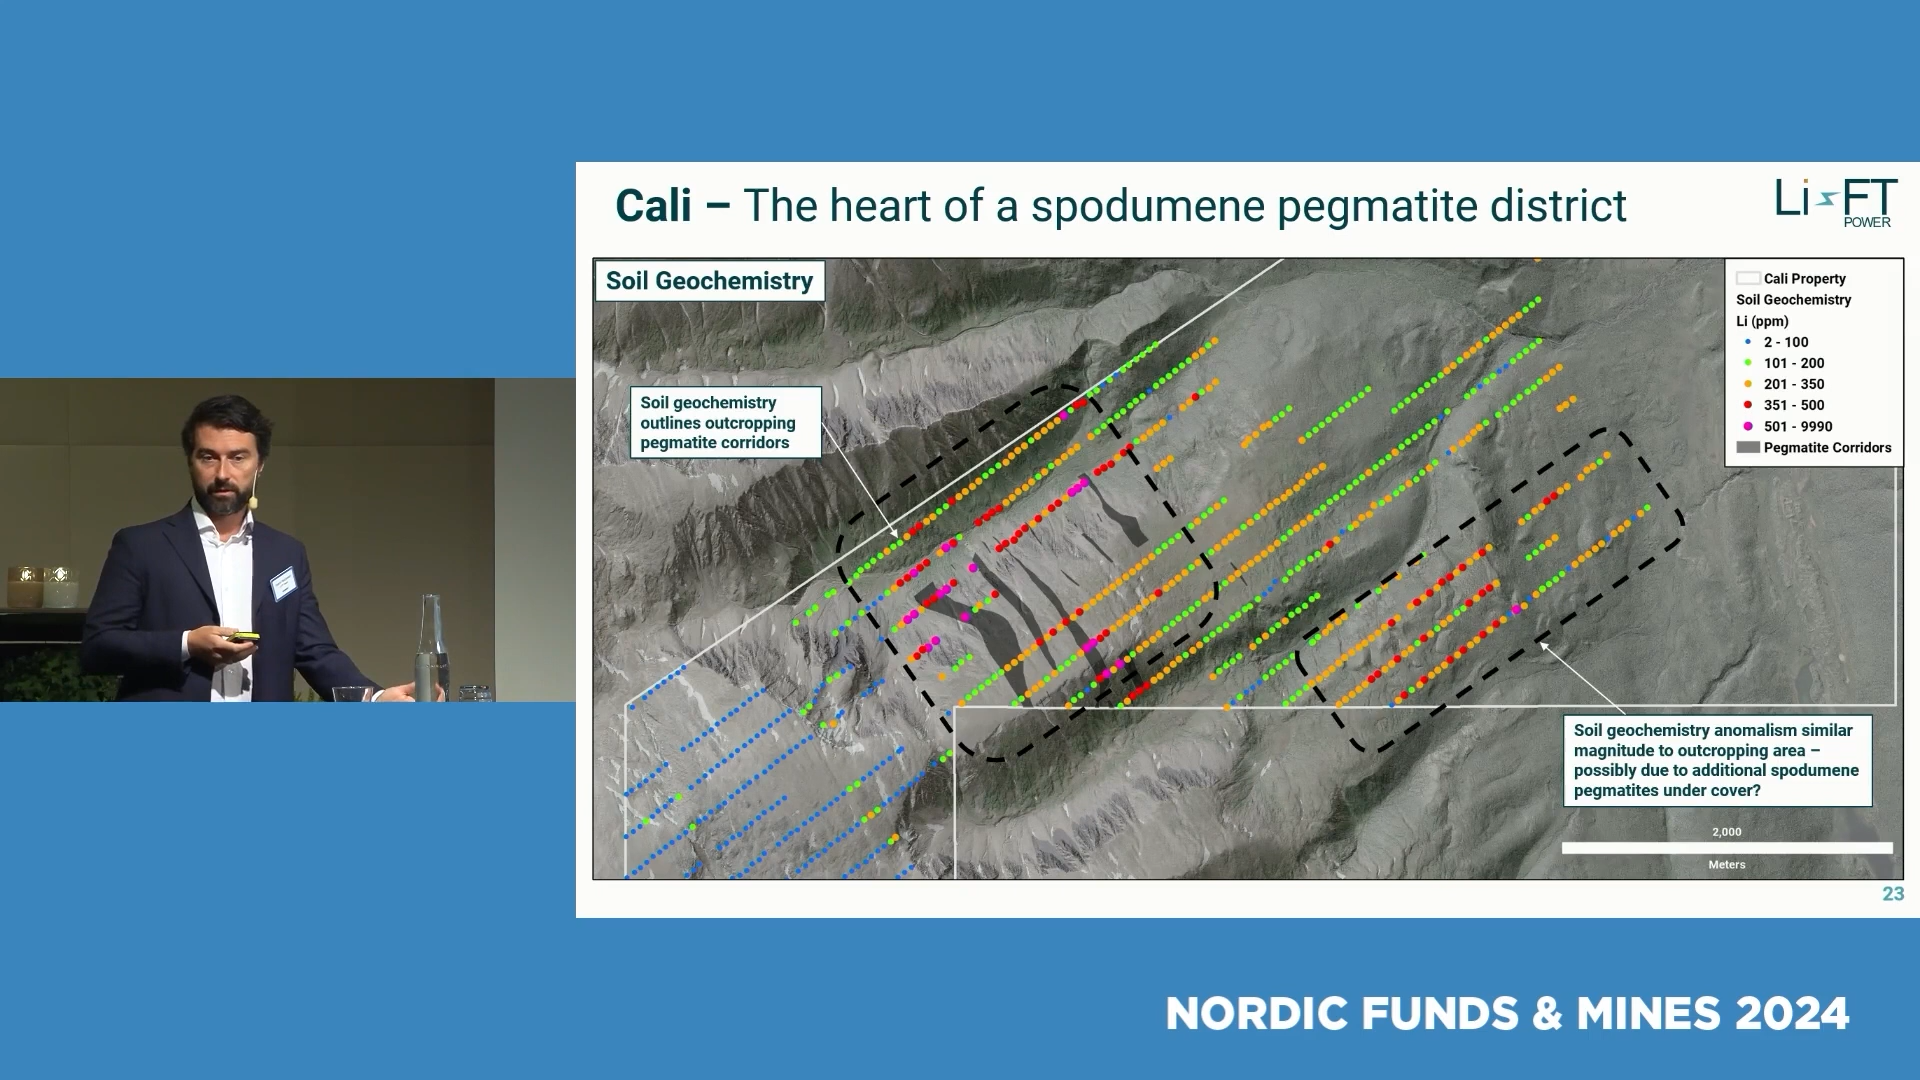 Cali – The heart of a spodumene pegmatite district
Li FT
POWER
Soil Geochemistry
Soil geochemistry
outlines outcropping
pegmatite corridors
Cali Property
Soil Geochemistry
Li (ppm)
2 - 100
101 - 200
201 - 350
351 - 500
501 - 9990
Pegmatite Corridors
Soil geochemistry anomalism similar
magnitude to outcropping area –
possibly due to additional spodumene
pegmatites under cover?
2,000
Meters
23
NORDIC FUNDS & MINES 2024